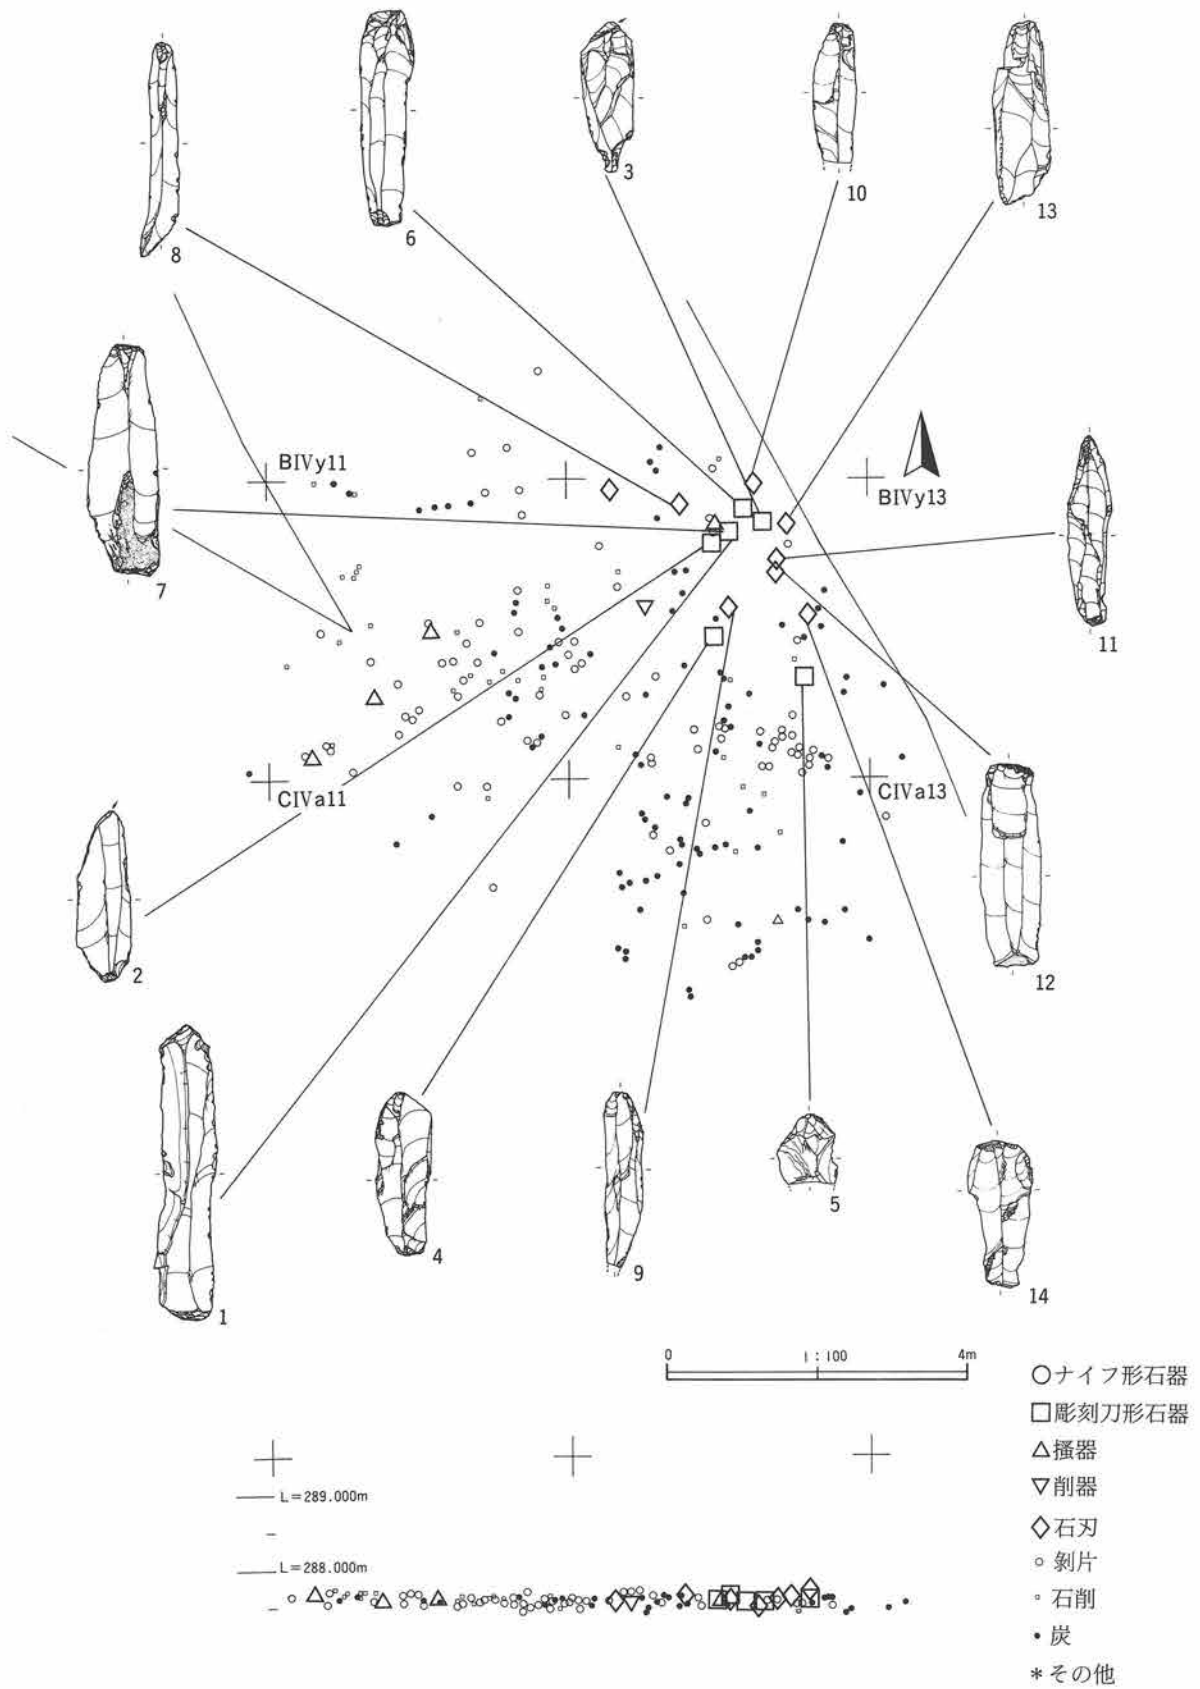 3
10
13
6
8
BIVy11
BIVy13
7
11
CIVa11
CIVa13
2
12
4
9
5
14
1
0 1:100 4m
○ナイフ形石器
□彫刻刀形石器
△掻器
▽削器
◇石刃
○剝片
□石削
●炭
*その他
L=289.000m
L=288.000m